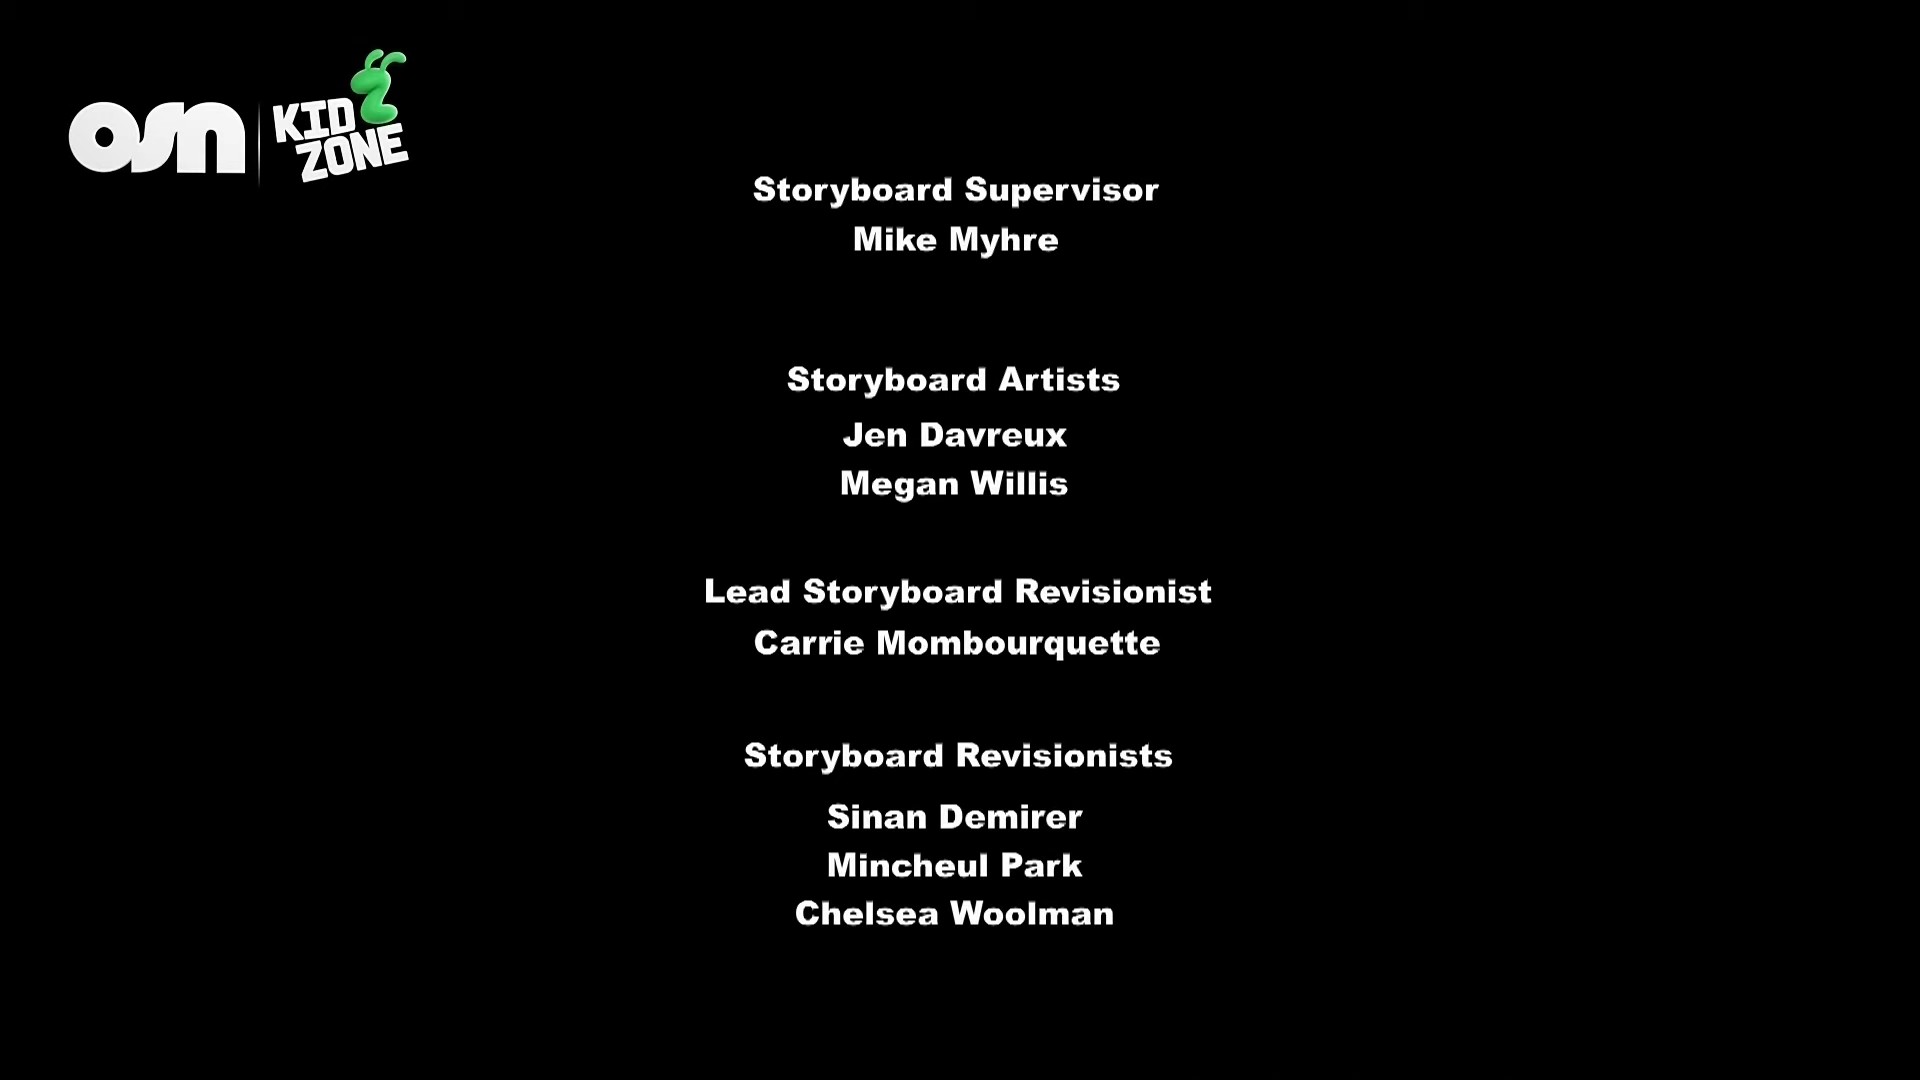 osn
KID
ZONE
Storyboard Supervisor
Mike Myhre
Storyboard Artists
Jen Davreux
Megan Willis
Lead Storyboard Revisionist
Carrie Mombourquette
Storyboard Revisionists
Sinan Demirer
Mincheul Park
Chelsea Woolman